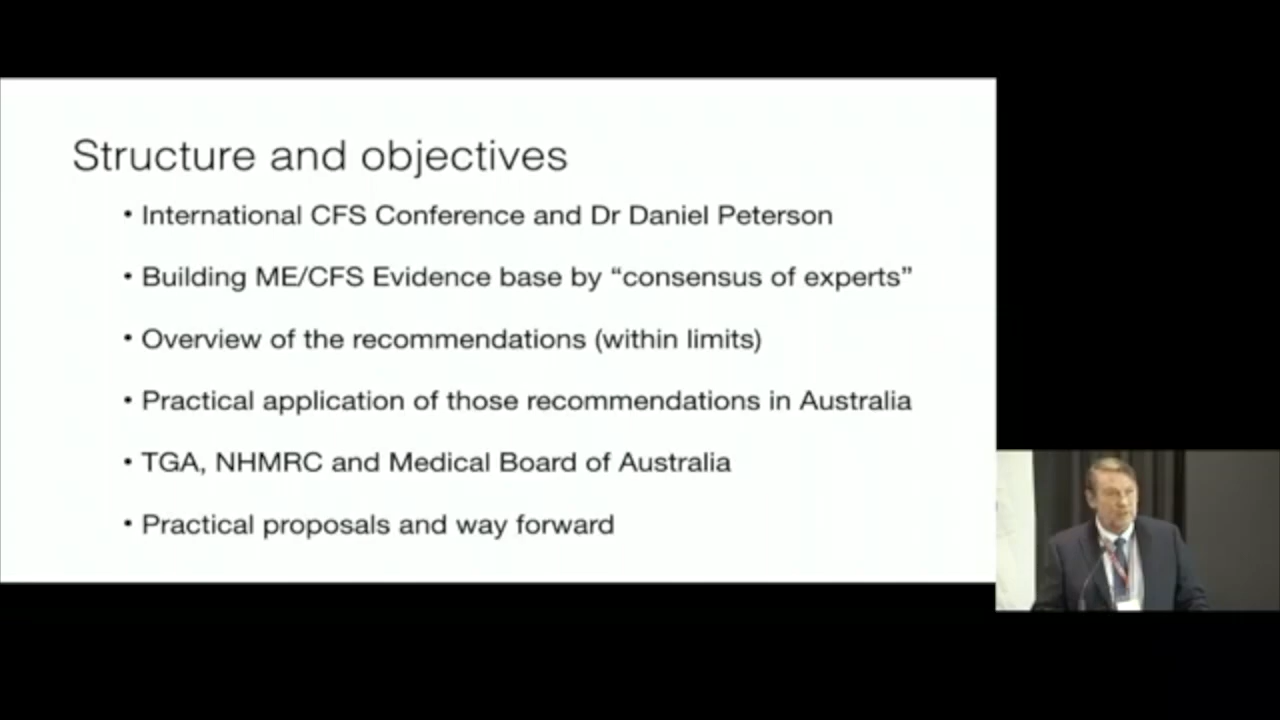 Structure and objectives
• International CFS Conference and Dr Daniel Peterson
• Building ME/CFS Evidence base by “consensus of experts”
• Overview of the recommendations (within limits)
• Practical application of those recommendations in Australia
• TGA, NHMRC and Medical Board of Australia
• Practical proposals and way forward